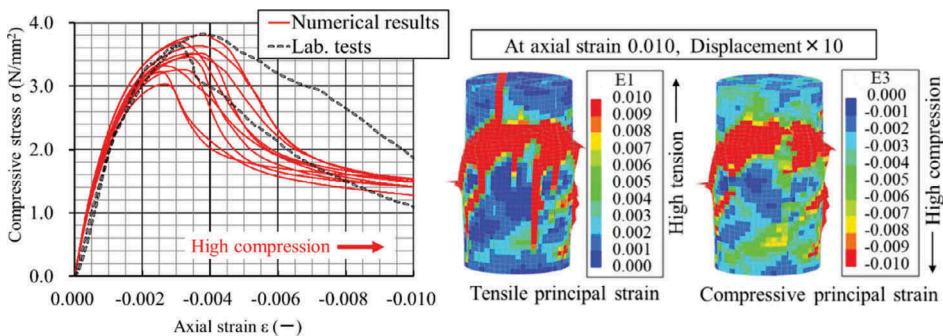 Compressive stress σ (N/mm²)
4.0
3.0
2.0
1.0
0.0
Numerical results
Lab. tests
High compression
0.000 -0.002 -0.004 -0.006 -0.008 -0.010
Axial strain ε (−)
At axial strain 0.010, Displacement×10
E1
0.010
0.009
0.008
0.007
0.006
0.005
0.004
0.003
0.002
0.001
0.000
High tension
Tensile principal strain
E3
0.000
-0.001
-0.002
-0.003
-0.004
-0.005
-0.006
-0.007
-0.008
-0.009
-0.010
High compression
Compressive principal strain